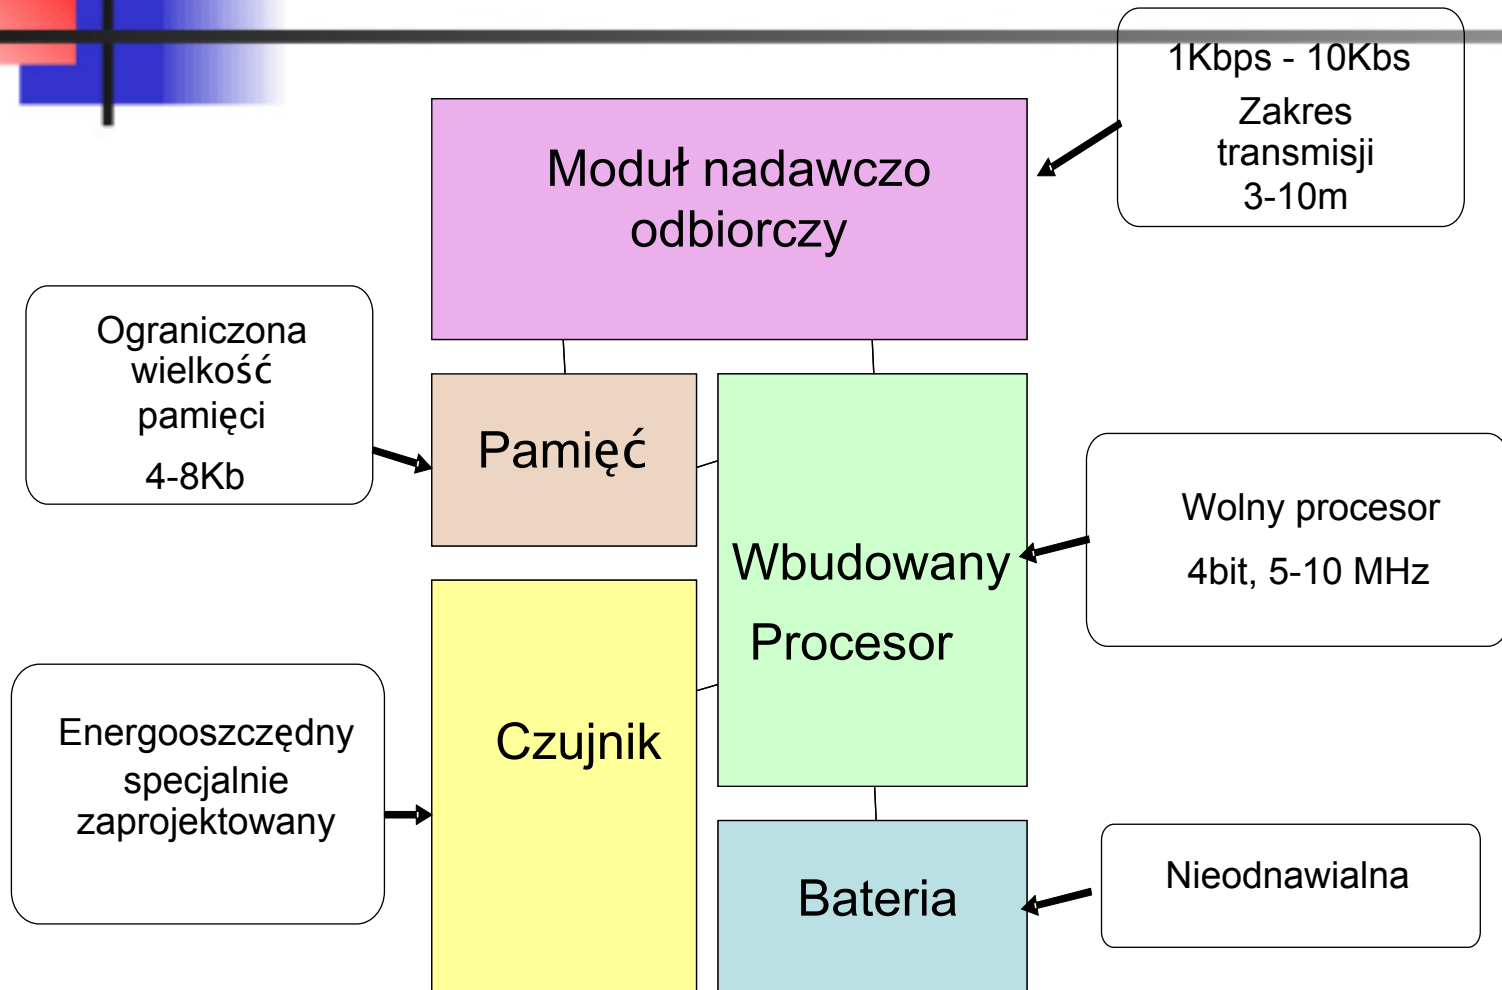 1Kbps - 10Kbs
Zakres
transmisji
3-10m
Moduł nadawczo
odbiorczy
Ograniczona
wielkość
pamięci
4-8Kb
Pamięć
Wbudowany
Procesor
Wolny procesor
4bit, 5-10 MHz
Energooszczędny
specjalnie
zaprojektowany
Czujnik
Bateria
Nieodnawialna